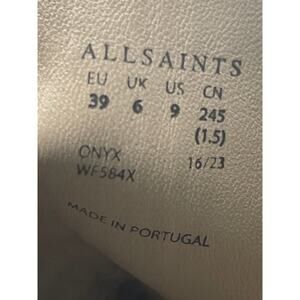 ALLSAINTS
EU UK US CN
39 6 9 245
(1.5)
ONYX 16/23
WF584X
MADE IN PORTUGAL